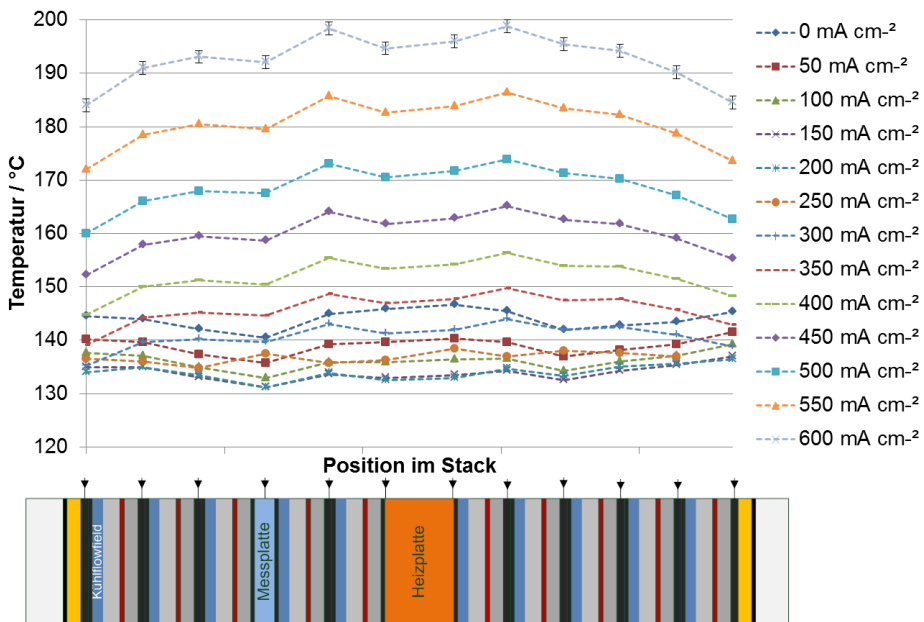 200
190
180
170
160
150
140
130
120
Temperatur / °C
Position im Stack
0 mA cm-²
50 mA cm-²
100 mA cm-²
150 mA cm-²
200 mA cm-²
250 mA cm-²
300 mA cm-²
350 mA cm-²
400 mA cm-²
450 mA cm-²
500 mA cm-²
550 mA cm-²
600 mA cm-²
Kühlflowfield
Messplatte
Heizplatte